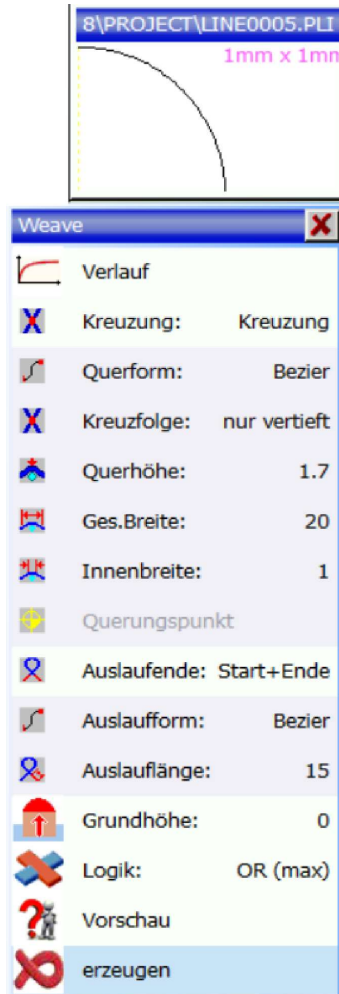 8\PROJECT\LINE0005.PLI
1mm x 1mm
Weave
Verlauf
Kreuzung: Kreuzung
Querform: Bezier
Kreuzfolge: nur vertieft
Querhöhe: 1.7
Ges.Breite: 20
Innenbreite: 1
Querungspunkt
Auslaufende: Start+Ende
Auslaufform: Bezier
Auslauflänge: 15
Grundhöhe: 0
Logik: OR (max)
Vorschau
erzeugen